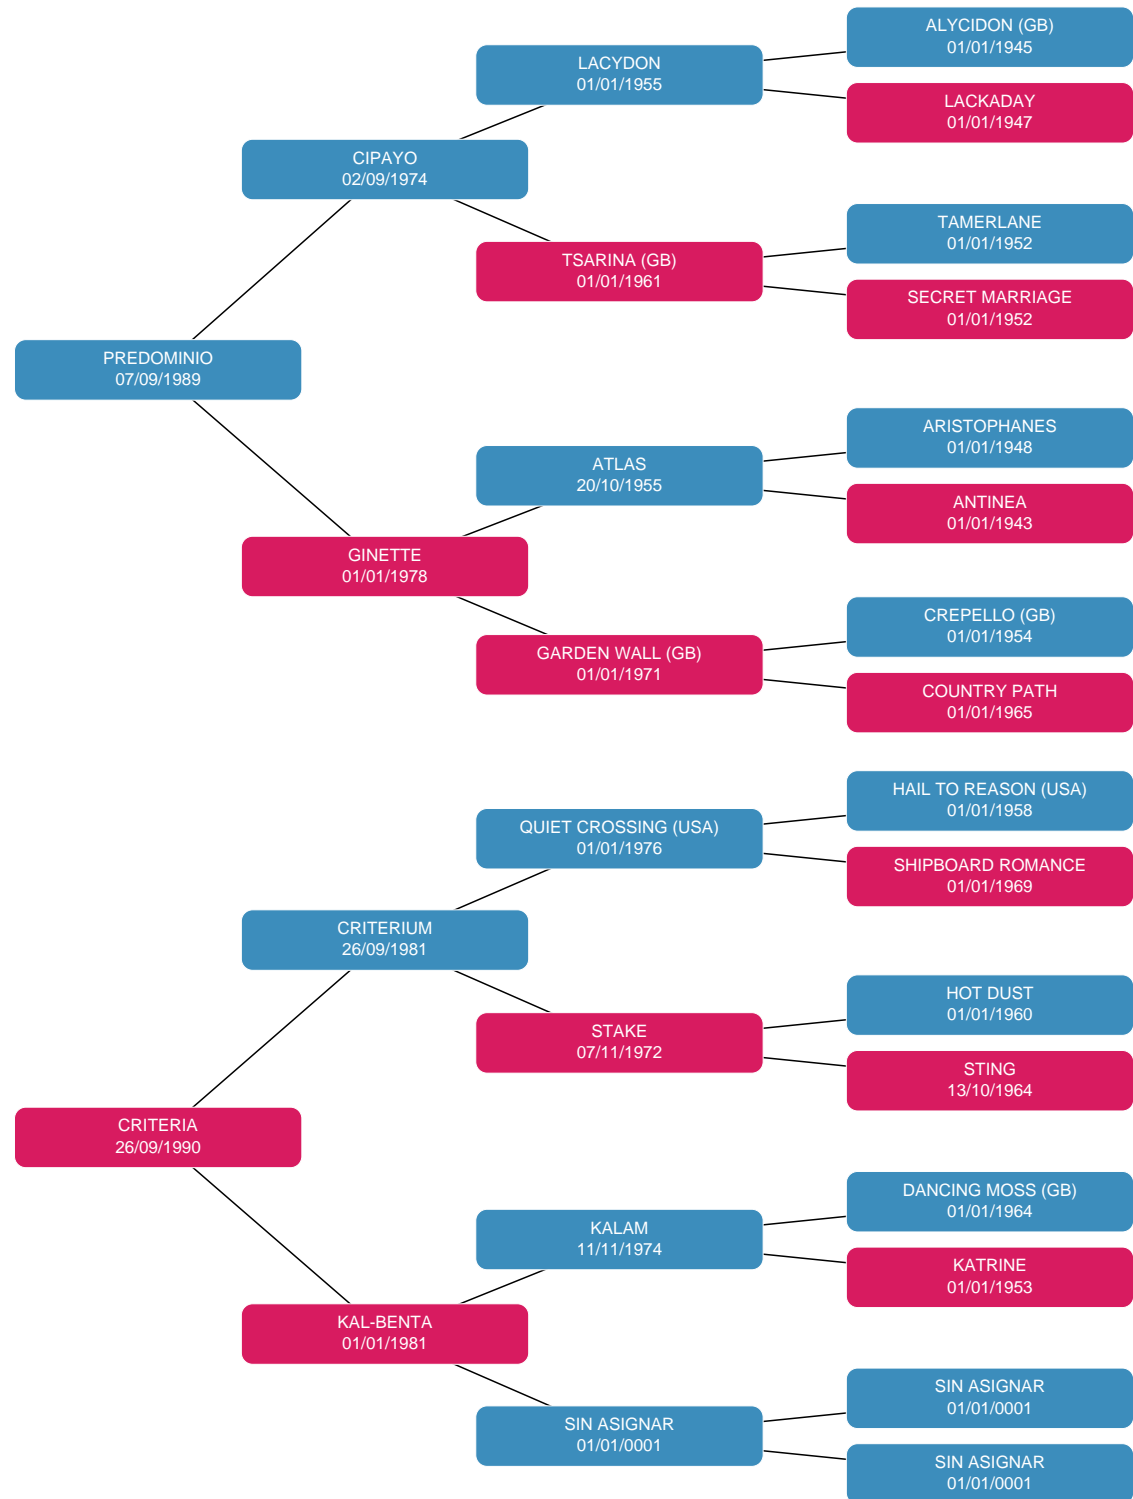 ALYCIDON (GB)
01/01/1945
LACYDON
01/01/1955
LACKADAY
01/01/1947
CIPAYO
02/09/1974
TAMERLANE
01/01/1952
TSARINA (GB)
01/01/1961
SECRET MARRIAGE
01/01/1952
PREDOMINIO
07/09/1989
ARISTOPHANES
01/01/1948
ATLAS
20/10/1955
ANTINEA
01/01/1943
GINETTE
01/01/1978
CREPELLO (GB)
01/01/1954
GARDEN WALL (GB)
01/01/1971
COUNTRY PATH
01/01/1965
HAIL TO REASON (USA)
01/01/1958
QUIET CROSSING (USA)
01/01/1976
SHIPBOARD ROMANCE
01/01/1969
CRITERIUM
26/09/1981
HOT DUST
01/01/1960
STAKE
07/11/1972
STING
13/10/1964
CRITERIA
26/09/1990
DANCING MOSS (GB)
01/01/1964
KALAM
11/11/1974
KATRINE
01/01/1953
KAL-BENTA
01/01/1981
SIN ASIGNAR
01/01/0001
SIN ASIGNAR
01/01/0001
SIN ASIGNAR
01/01/0001